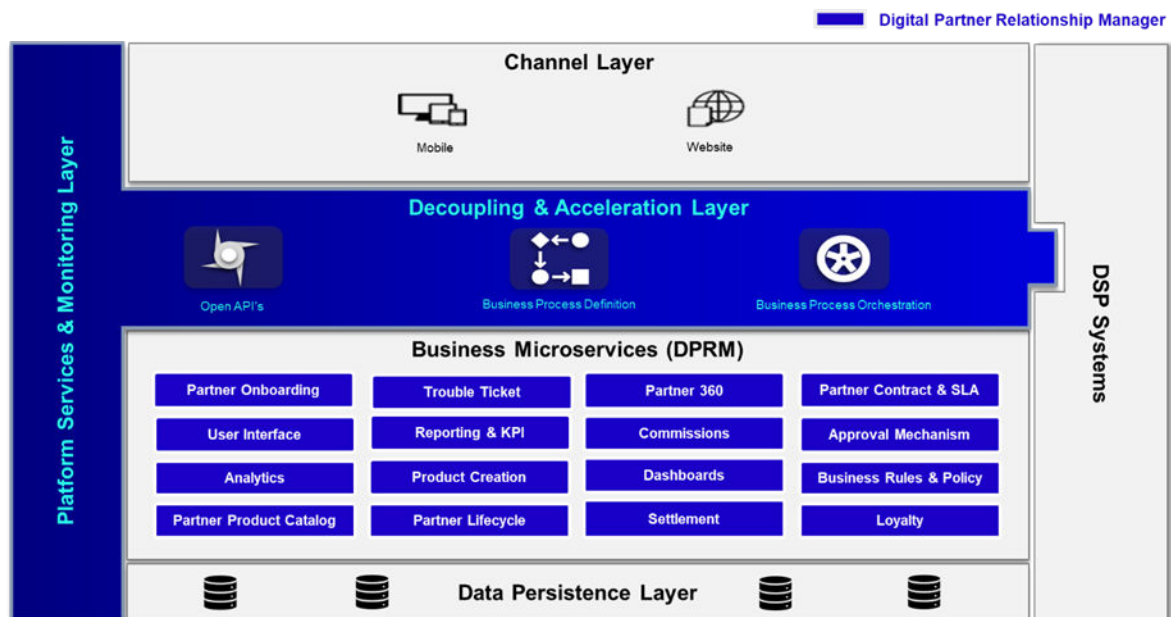 Digital Partner Relationship Manager
Platform Services & Monitoring Layer
Channel Layer
Mobile
Website
Decoupling & Acceleration Layer
Open API's
Business Process Definition
Business Process Orchestration
DSP Systems
Business Microservices (DPRM)
Partner Onboarding
Trouble Ticket
Partner 360
Partner Contract & SLA
User Interface
Reporting & KPI
Commissions
Approval Mechanism
Analytics
Product Creation
Dashboards
Business Rules & Policy
Partner Product Catalog
Partner Lifecycle
Settlement
Loyalty
Data Persistence Layer